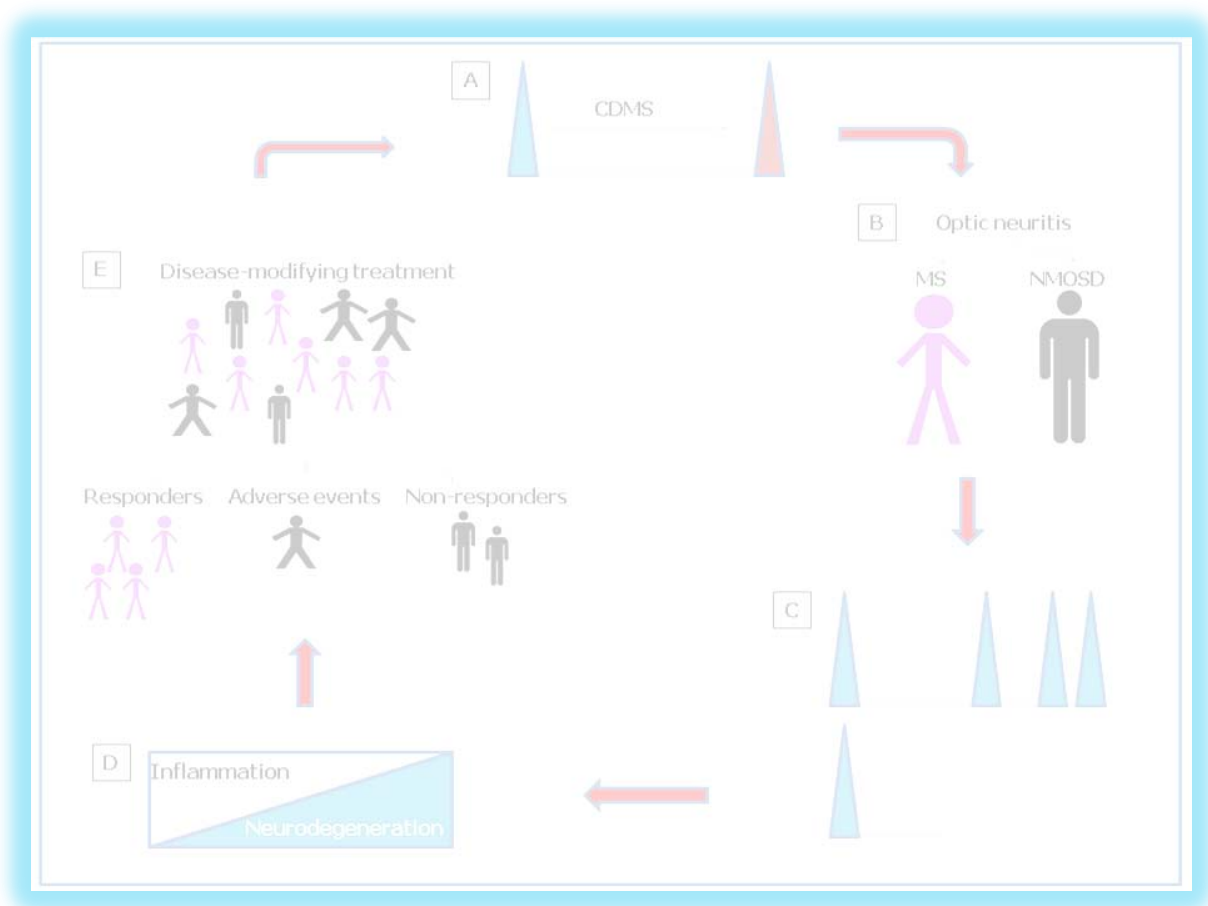 A
CDMS
B
Optic neuritis
MS
NMOSD
E
Disease-modifying treatment
Responders
Adverse events
Non-responders
C
D
Inflammation
Neurodegeneration